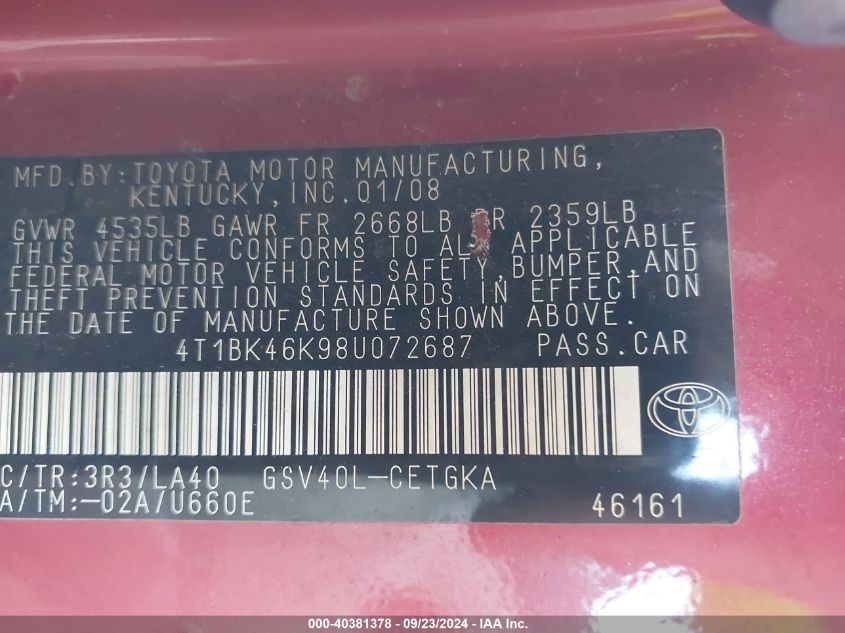 MFD.BY:TOYOTA MOTOR MANUFACTURING,
KENTUCKY,INC.01/08
GVWR 4535LB GAWR FR 2668LB RR 2359LB
THIS VEHICLE CONFORMS TO ALL APPLICABLE
FEDERAL MOTOR VEHICLE SAFETY,BUMPER,AND
THEFT PREVENTION STANDARDS IN EFFECT ON
THE DATE OF MANUFACTURE SHOWN ABOVE.
4T1BK46K98U072687 PASS.CAR
C/TR:3R3/LA40 GSV40L-CETGKA
A/TM:-02A/U660E
46161
000-40381378 - 09/23/2024 - IAA Inc.